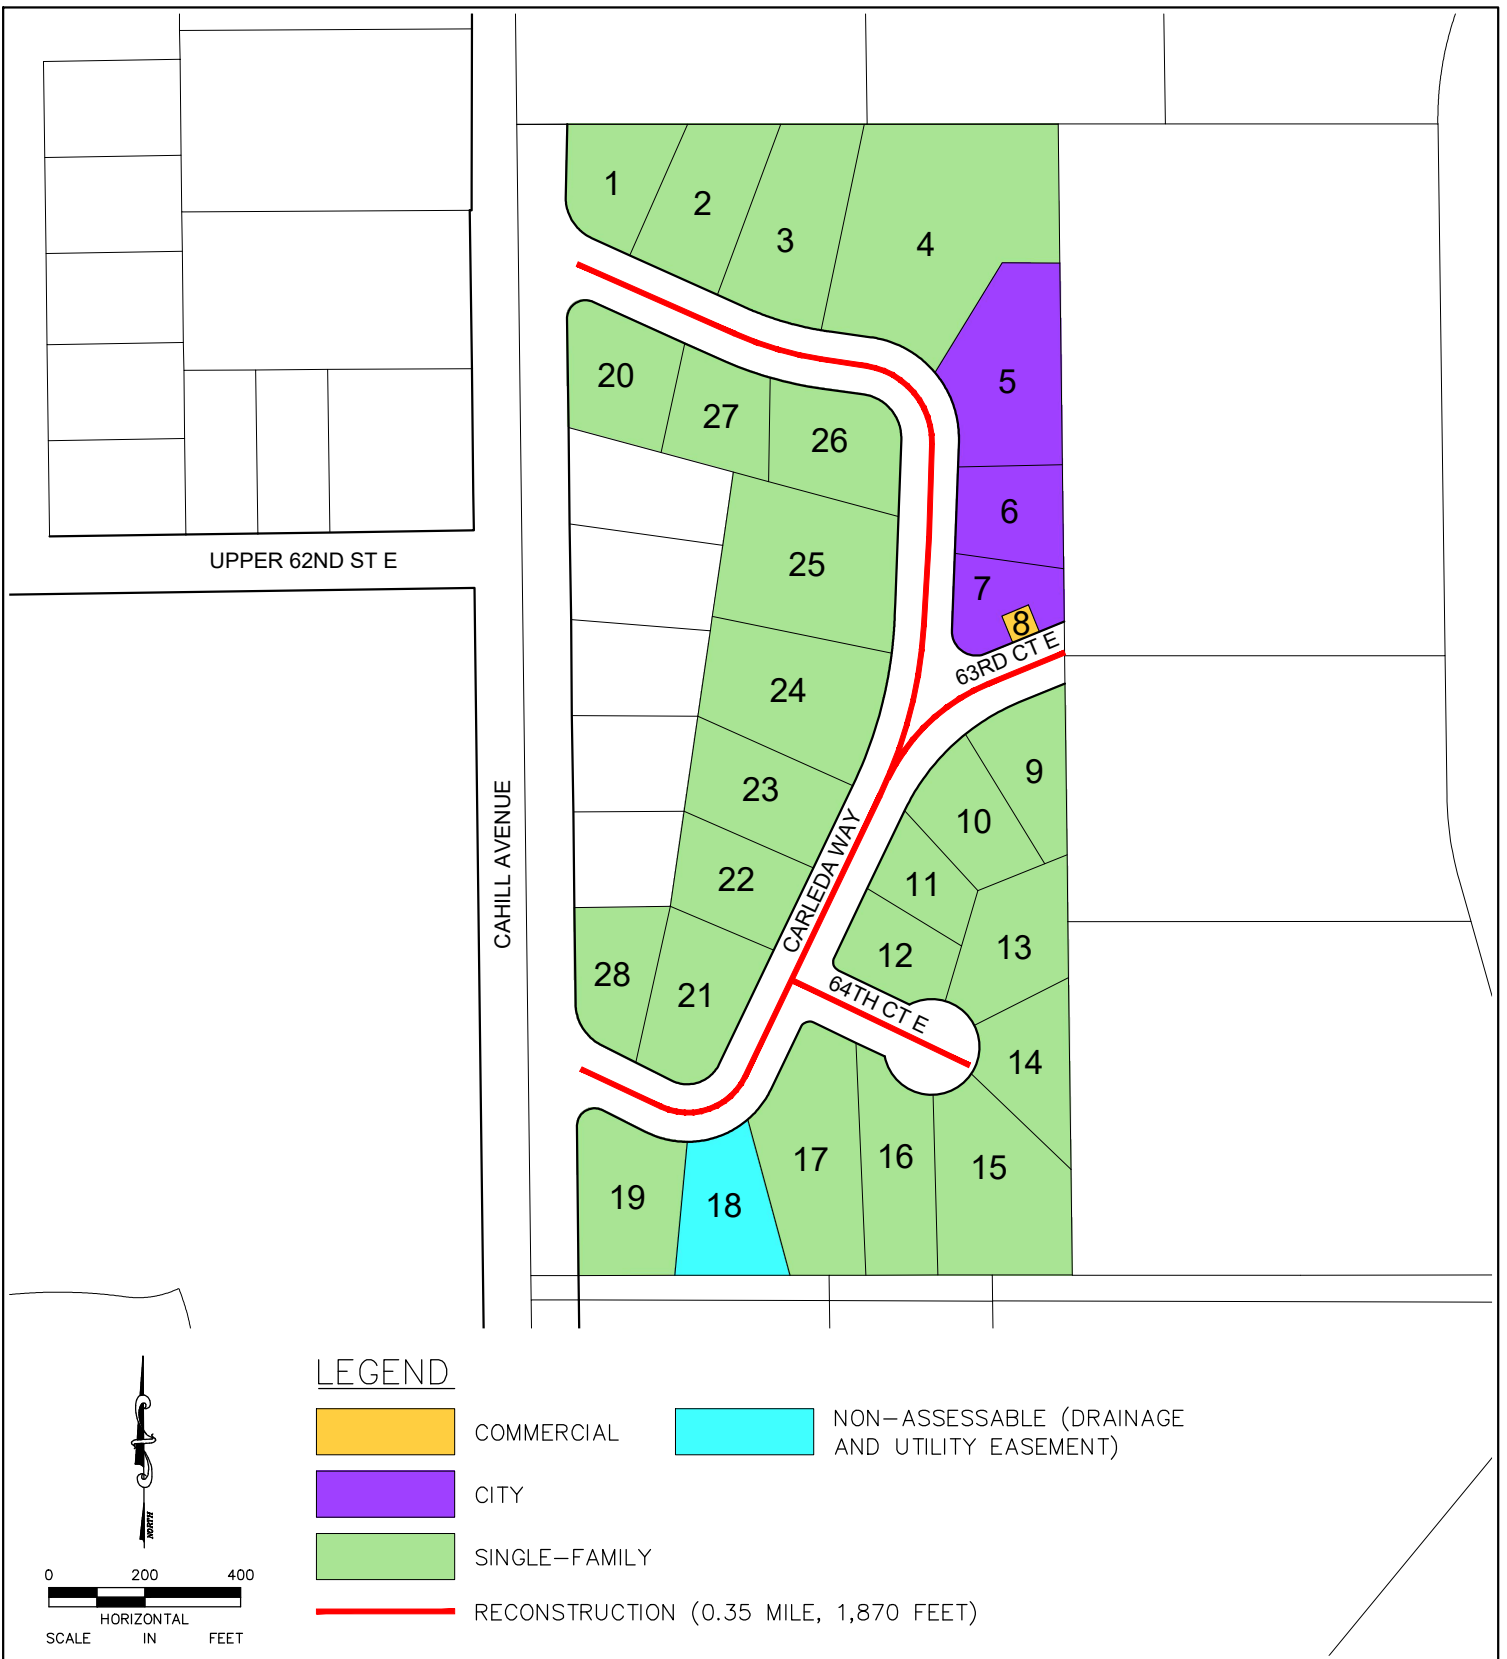 1
2
3
4
5
20
27
26
6
UPPER 62ND ST E
25
7
8
63RD CT E
24
9
23
10
CARLEDA WAY
CAHILL AVENUE
22
11
12
13
28
21
64TH CT E
14
17
16
15
19
18
LEGEND
COMMERCIAL
NON-ASSESSABLE (DRAINAGE
AND UTILITY EASEMENT)
CITY
SINGLE-FAMILY
RECONSTRUCTION (0.35 MILE, 1,870 FEET)
NORTH
0 200 400
HORIZONTAL
SCALE IN FEET